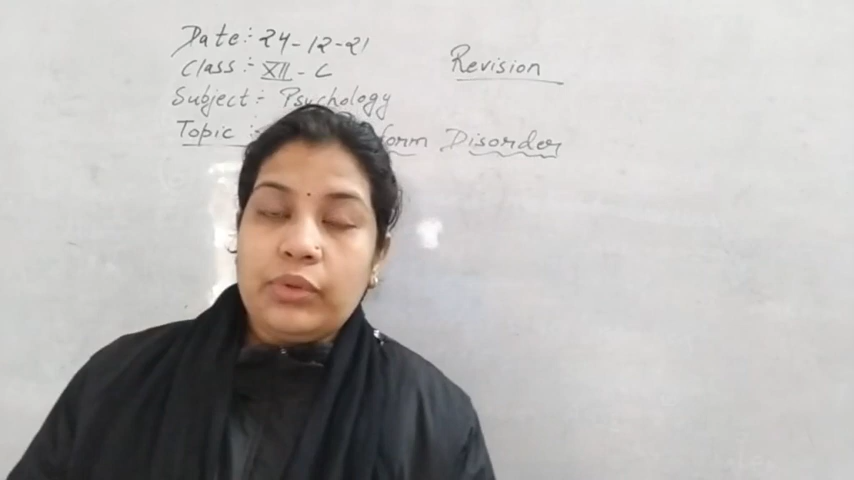 Date:- 24-12-21
Class:- XII - C
Revision
Subject:- Psychology
Topic :- form Disorder